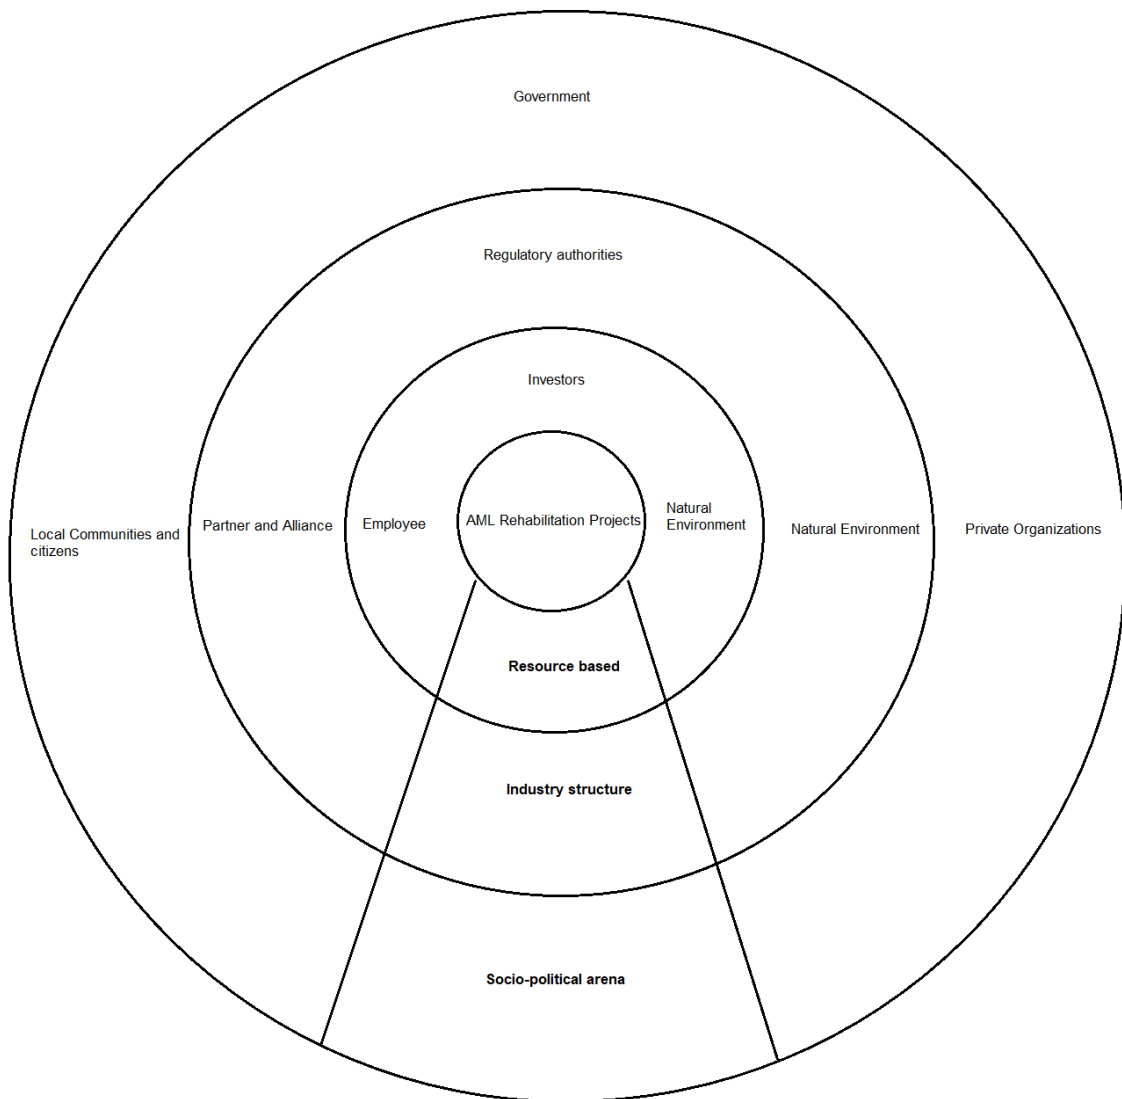 Government
Regulatory authorities
Investors
Local Communities and
citizens
Partner and Alliance
Employee
AML Rehabilitation Projects
Natural
Environment
Natural Environment
Private Organizations
Resource based
Industry structure
Socio-political arena